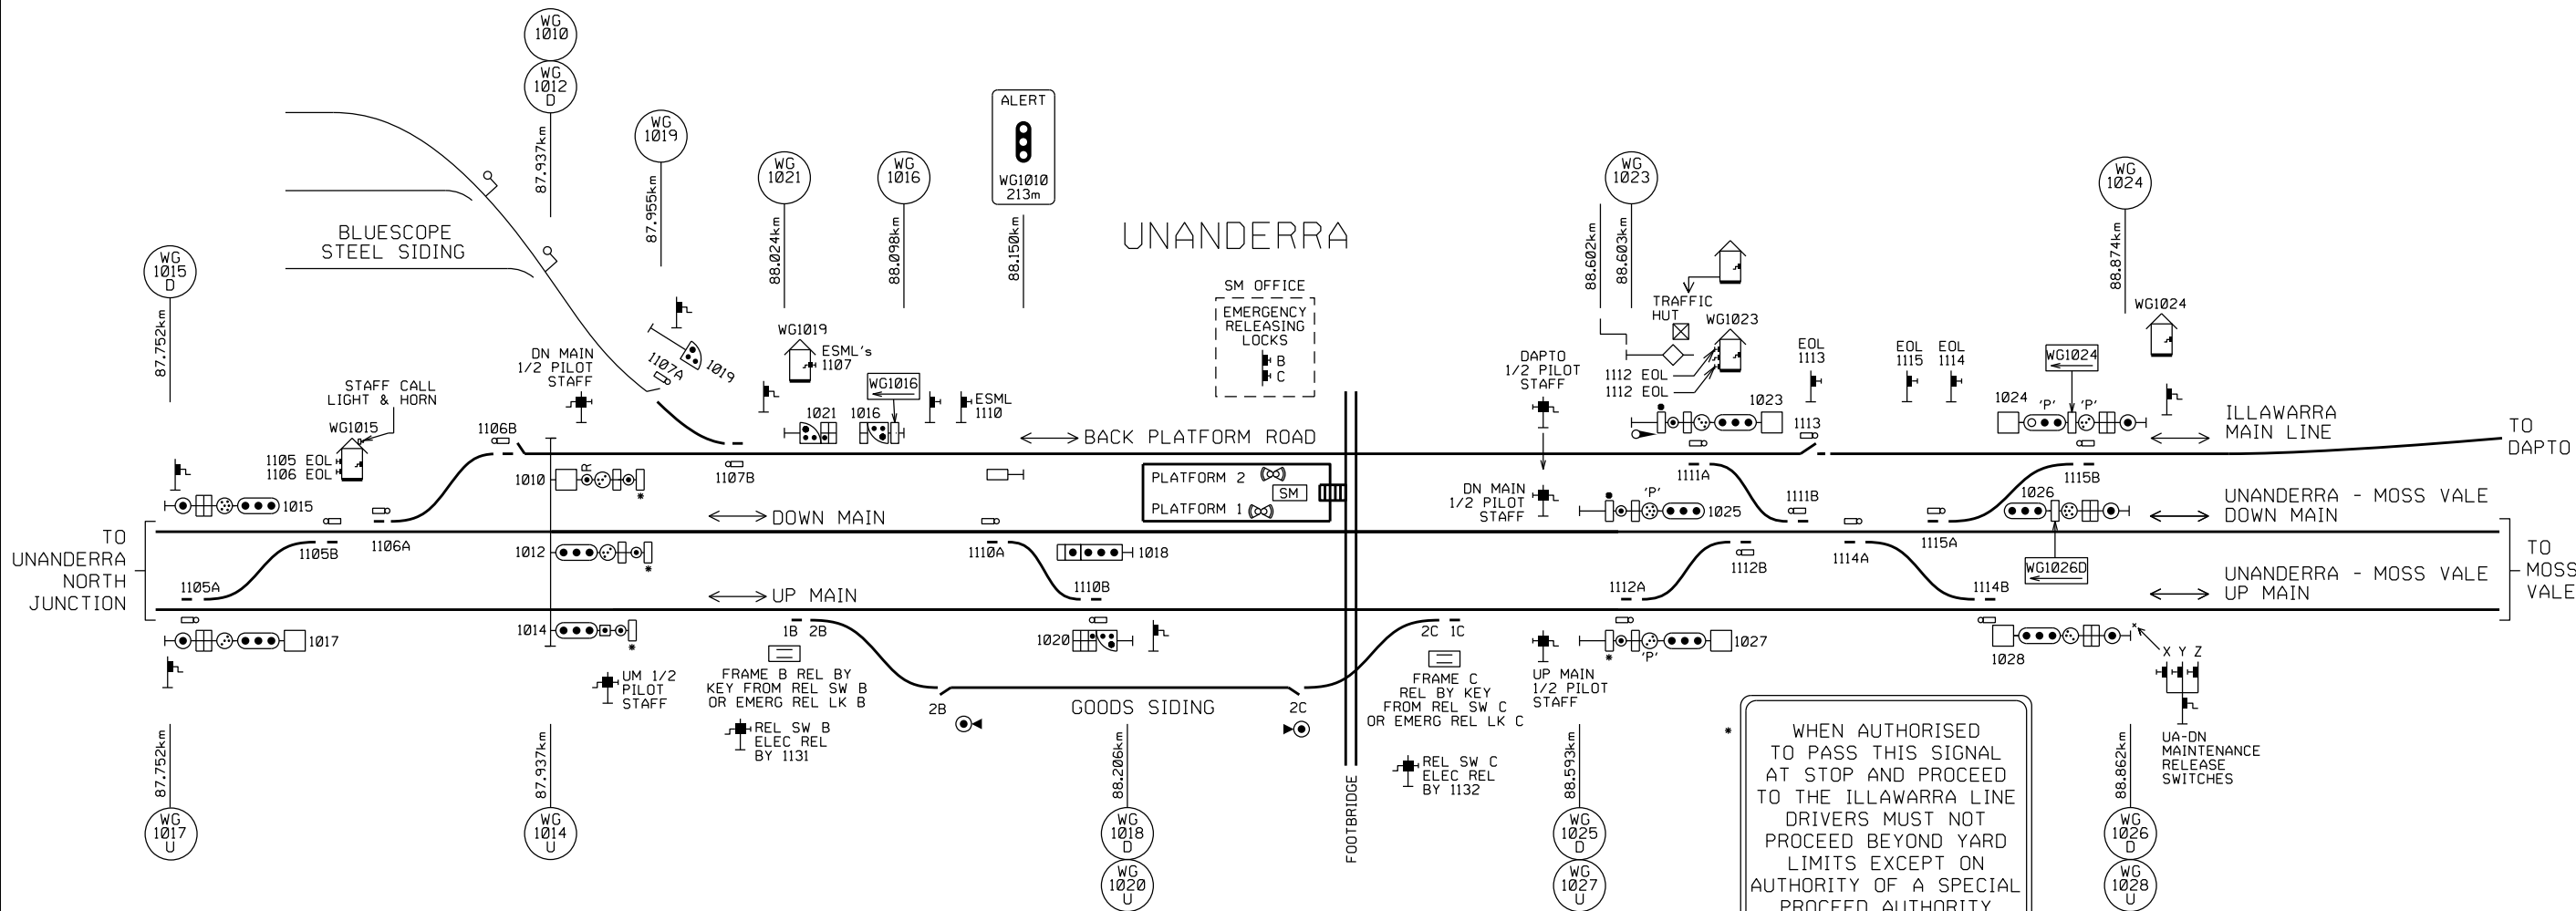 WG
1010
WG
1012
D
87.937km
WG
1019
87.955km
WG
1021
88.024km
WG
1016
88.098km
ALERT
WG1010
213m
88.150km
UNANDERRA
WG
1023
88.602km
88.603km
WG
1024
88.874km
WG
1015
D
87.752km
BLUESCOPE
STEEL SIDING
SM OFFICE
EMERGENCY
RELEASING
LOCKS
B
C
TRAFFIC
HUT
WG1023
WG1024
WG1024
DN MAIN
1/2 PILOT
STAFF
1107A
1019
WG1019
ESML's
1107
WG1016
ESML
1110
1021
1016
DAPTO
1/2 PILOT
STAFF
1112 EOL
1112 EOL
EOL
1113
EOL
1115
EOL
1114
STAFF CALL
LIGHT & HORN
WG1015
1105 EOL
1106 EOL
1106B
BACK PLATFORM ROAD
1023
1113
1024
'P'
'P'
ILLAWARRA
MAIN LINE
TO
DAPTO
1015
1010
R
*
1107B
PLATFORM 2
SM
PLATFORM 1
DN MAIN
1/2 PILOT
STAFF
1111A
*
'P'
1025
1111B
1115B
1026
UNANDERRA - MOSS VALE
DOWN MAIN
DOWN MAIN
TO
UNANDERRA
NORTH
JUNCTION
1105B
1106A
1012
*
1110A
1018
1112B
1114A
1115A
WG1026D
TO
MOSS
VALE
1105A
UP MAIN
1110B
1112A
1114B
UNANDERRA - MOSS VALE
UP MAIN
1017
1014
*
1B 2B
1020
2C 1C
*
'P'
1027
1028
X Y Z
UM 1/2
PILOT
STAFF
FRAME B REL BY
KEY FROM REL SW B
OR EMERG REL LK B
2B
GOODS SIDING
2C
FRAME C
REL BY KEY
FROM REL SW C
OR EMERG REL LK C
UP MAIN
1/2 PILOT
STAFF
REL SW B
ELEC REL
BY 1131
REL SW C
ELEC REL
BY 1132
UA-DN
MAINTENANCE
RELEASE
SWITCHES
87.752km
WG
1017
U
87.937km
WG
1014
U
88.206km
WG
1018
D
WG
1020
U
FOOTBRIDGE
88.593km
WG
1025
D
WG
1027
U
*
WHEN AUTHORISED
TO PASS THIS SIGNAL
AT STOP AND PROCEED
TO THE ILLAWARRA LINE
DRIVERS MUST NOT
PROCEED BEYOND YARD
LIMITS EXCEPT ON
AUTHORITY OF A SPECIAL
PROCEED AUTHORITY
88.862km
WG
1026
D
WG
1028
U